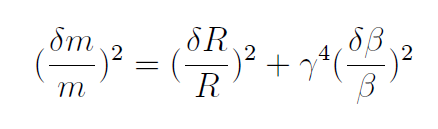 (δm/m)² = (δR/R)² + γ⁴(δβ/β)²